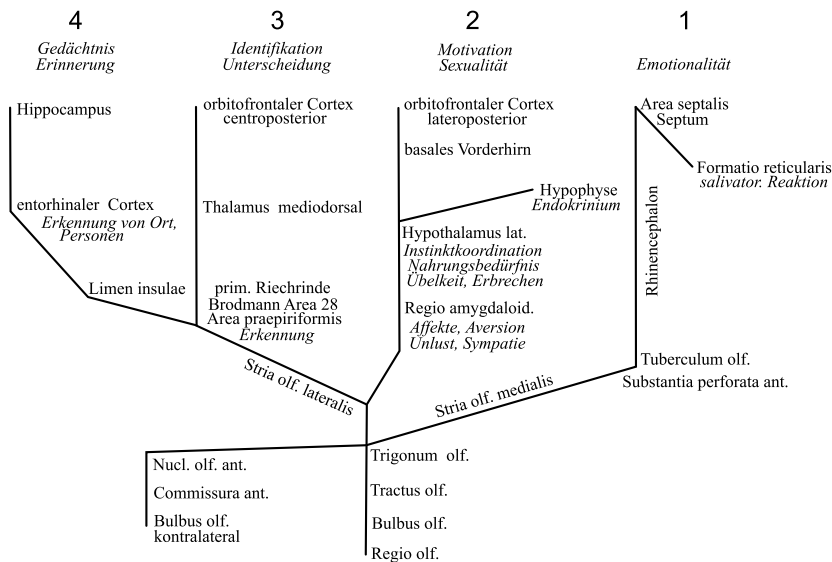 4
Gedächtnis
Erinnerung
3
Identifikation
Unterscheidung
2
Motivation
Sexualität
1
Emotionalität
Hippocampus
entorhinaler Cortex
Erkennung von Ort,
Personen
Limen insulae
orbitofrontaler Cortex
centroposterior
Thalamus mediodorsal
prim. Riechrinde
Brodmann Area 28
Area praepiriformis
Erkennung
Stria olf. lateralis
orbitofrontaler Cortex
lateroposterior
basales Vorderhirn
Hypophyse
Endokrinium
Hypothalamus lat.
Instinktkoordination
Nahrungsbedürfnis
Übelkeit, Erbrechen
Regio amygdaloid.
Affekte, Aversion
Unlust, Sympatie
Area septalis
Septum
Formatio reticularis
salivator. Reaktion
Rhinencephalon
Tuberculum olf.
Substantia perforata ant.
Stria olf. medialis
Nucl. olf. ant.
Commissura ant.
Bulbus olf.
kontralateral
Trigonum olf.
Tractus olf.
Bulbus olf.
Regio olf.